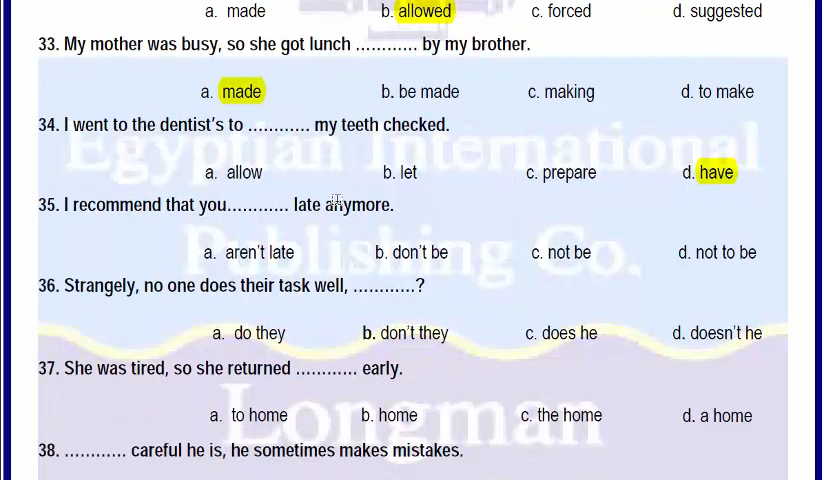 a. made b. allowed c. forced d. suggested
33. My mother was busy, so she got lunch ............ by my brother.
a. made b. be made c. making d. to make
34. I went to the dentist's to ............ my teeth checked.
a. allow b. let c. prepare d. have
35. I recommend that you............ late anymore.
a. aren't late b. don't be c. not be d. not to be
36. Strangely, no one does their task well, ............?
a. do they b. don't they c. does he d. doesn't he
37. She was tired, so she returned ............ early.
a. to home b. home c. the home d. a home
38. ............ careful he is, he sometimes makes mistakes.
Egyptian International
Publishing Co.
Longman